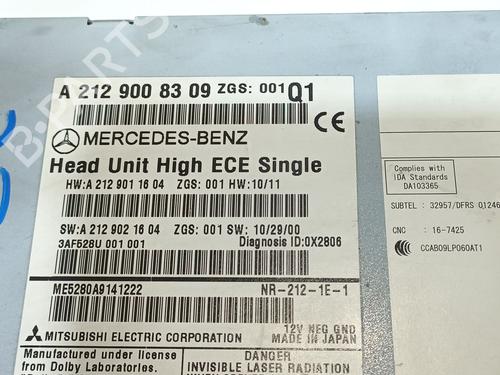 A 212 900 83 09 ZGS: 001 Q1
MERCEDES-BENZ
CE
Head Unit High ECE Single
HW:A 212 901 16 04 ZGS: 001 HW: 10/11
SW:A 212 902 16 04 ZGS: 001 SW: 10/29/00
3AF528U 001 001 Diagnosis ID:0X2806
ME5280A9141222 NR-212-1E-1
MITSUBISHI ELECTRIC CORPORATION
12V NEG GND
MADE IN JAPAN
Manufactured under license
from Dolby Laboratories.
DANGER
INVISIBLE LASER RADIATION
Complies with
IDA Standards
DA103365
SUBTEL : 32957/DFRS 01246
CNC : 16-7425
CCAB09LP060AT1
B-PARTS